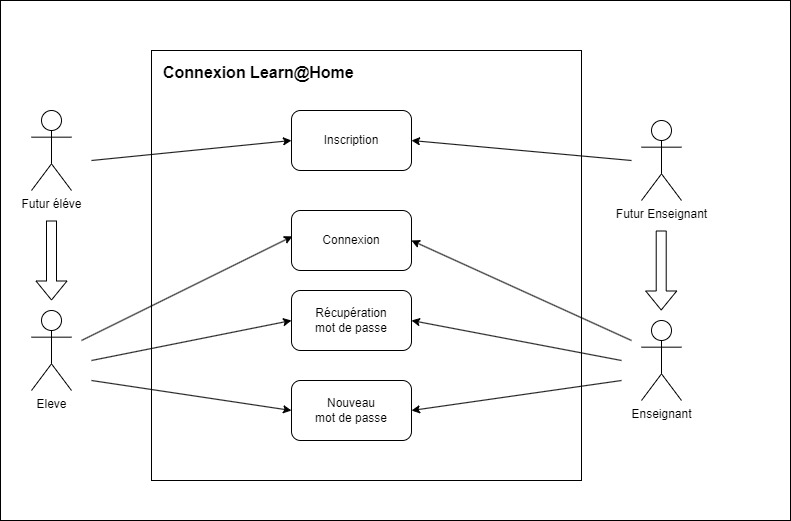 Connexion Learn@Home
Inscription
Futur éléve
Futur Enseignant
Connexion
Récupération
mot de passe
Nouveau
mot de passe
Eleve
Enseignant